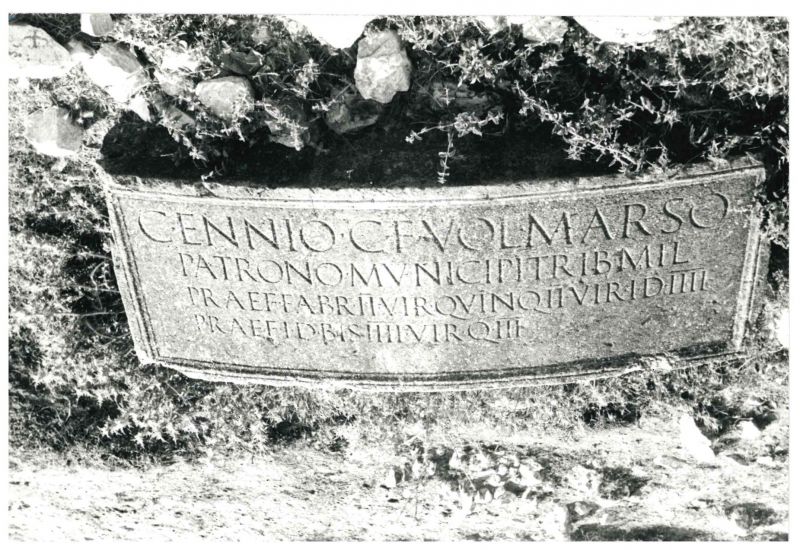 C·ENNIO·C·F·VOL·MARSO
PATRONO MVNICIPI TRIB·MIL
PRAEF·FABR II VIR QVINQ II VIR I D IIII
PRAEF I D BIS IIII VIR Q III